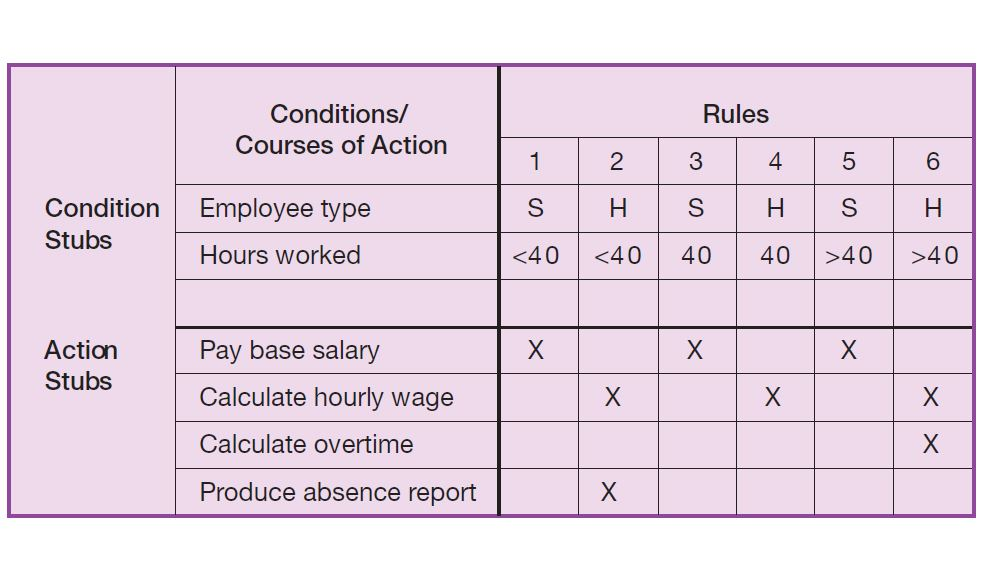 Conditions/
Courses of Action
Rules
1 2 3 4 5 6
Condition
Stubs
Employee type S H S H S H
Hours worked <40 <40 40 40 >40 >40
Action
Stubs
Pay base salary X X X
Calculate hourly wage X X X
Calculate overtime X
Produce absence report X